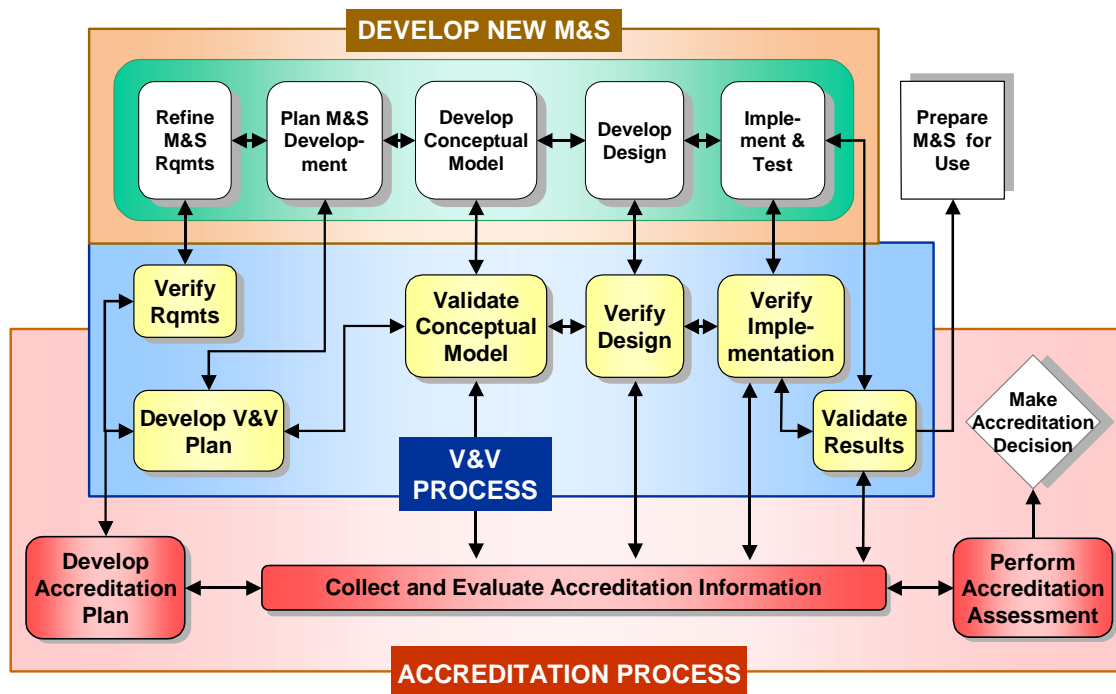 DEVELOP NEW M&S
Refine
M&S
Rqmts
Plan M&S
Develop-
ment
Develop
Conceptual
Model
Develop
Design
Imple-
ment &
Test
Prepare
M&S for
Use
Verify
Rqmts
Validate
Conceptual
Model
Verify
Design
Verify
Imple-
mentation
Develop V&V
Plan
Validate
Results
Make
Accreditation
Decision
V&V
PROCESS
Develop
Accreditation
Plan
Collect and Evaluate Accreditation Information
Perform
Accreditation
Assessment
ACCREDITATION PROCESS